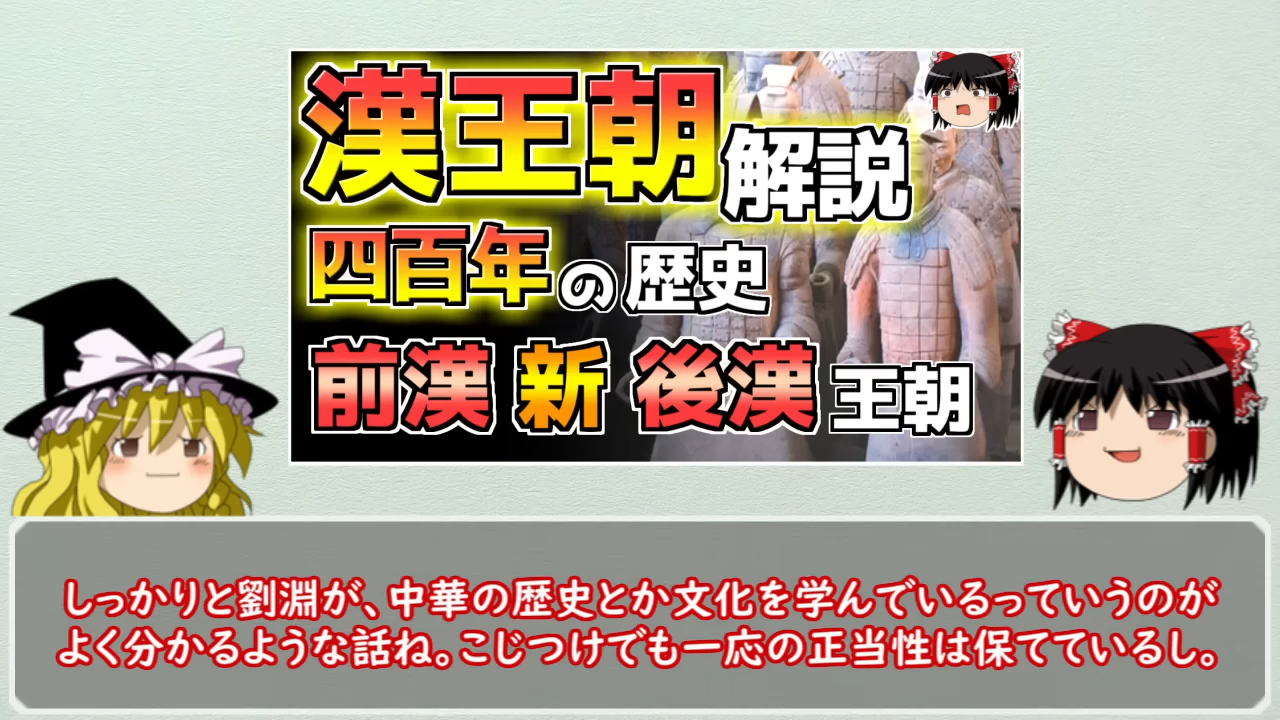 漢王朝解説
四百年の歴史
前漢 新 後漢王朝
しっかりと劉淵が、中華の歴史とか文化を学んでいるっていうのが
よく分かるような話ね。こじつけでも一応の正当性は保てているし。